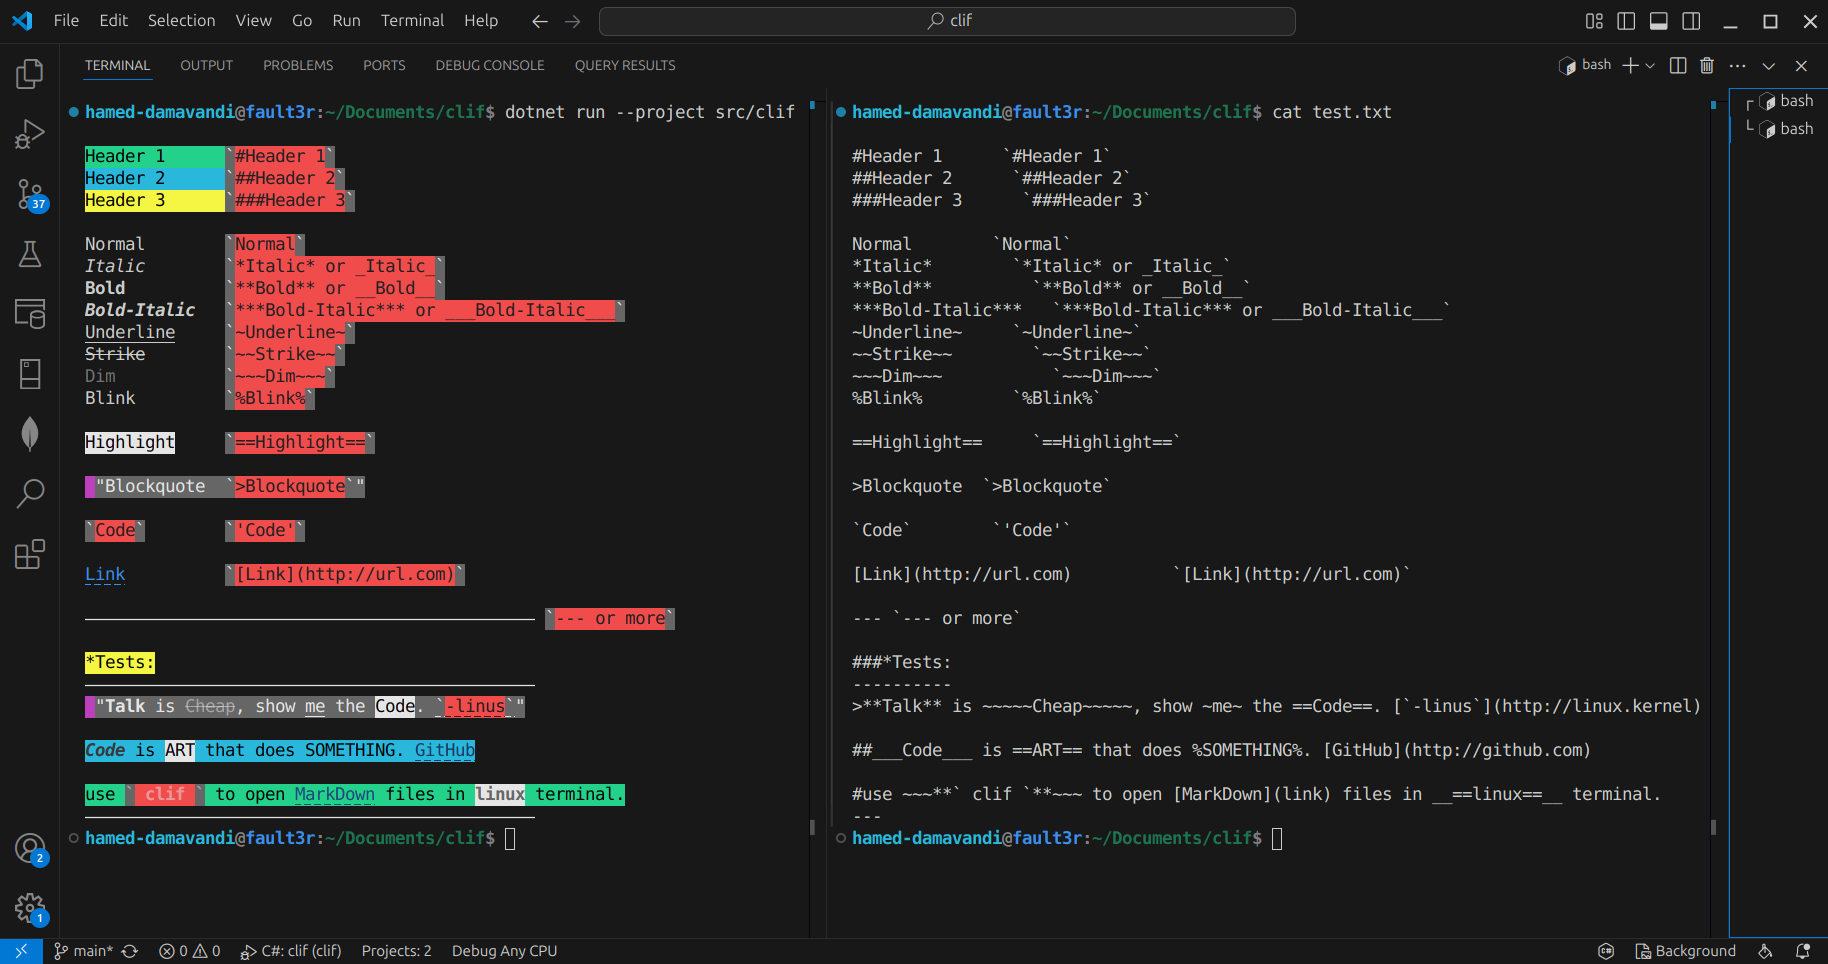 File Edit Selection View Go Run Terminal Help
clif
TERMINAL OUTPUT PROBLEMS PORTS DEBUG CONSOLE QUERY RESULTS
bash
hamed-damavandi@fault3r:~/Documents/clif$ dotnet run --project src/clif
Header 1 `#Header 1`
Header 2 `##Header 2`
Header 3 `###Header 3`
Normal `Normal`
Italic `*Italic* or _Italic_`
Bold `**Bold** or __Bold__`
Bold-Italic `***Bold-Italic*** or ___Bold-Italic___`
Underline `~Underline~`
Strike `~~Strike~~`
Dim `~~~Dim~~~`
Blink `%Blink%`
Highlight `==Highlight==`
"Blockquote `>Blockquote`"
`Code` `'Code'`
Link `[Link](http://url.com)`
`--- or more`
*Tests:
"Talk is Cheap, show me the Code. `-linus`"
Code is ART that does SOMETHING. GitHub
use ` clif ` to open MarkDown files in linux terminal.
hamed-damavandi@fault3r:~/Documents/clif$
hamed-damavandi@fault3r:~/Documents/clif$ cat test.txt
#Header 1 `#Header 1`
##Header 2 `##Header 2`
###Header 3 `###Header 3`
Normal `Normal`
*Italic* `*Italic* or _Italic_`
**Bold** `**Bold** or __Bold__`
***Bold-Italic*** `***Bold-Italic*** or ___Bold-Italic___`
~Underline~ `~Underline~`
~~Strike~~ `~~Strike~~`
~~~Dim~~~ `~~~Dim~~~`
%Blink% `%Blink%`
==Highlight== `==Highlight==`
>Blockquote `>Blockquote`
`Code` `'Code'`
[Link](http://url.com) `[Link](http://url.com)`
--- `--- or more`
###*Tests:
----------
>**Talk** is ~~~~~Cheap~~~~~, show ~me~ the ==Code==. [`-linus`](http://linux.kernel)
##___Code___ is ==ART== that does %SOMETHING%. [GitHub](http://github.com)
#use ~~~**` clif `**~~~ to open [MarkDown](link) files in __==linux==__ terminal.
---
hamed-damavandi@fault3r:~/Documents/clif$
bash
bash
37
2
1
main* 0 0 C#: clif (clif) Projects: 2 Debug Any CPU
Background